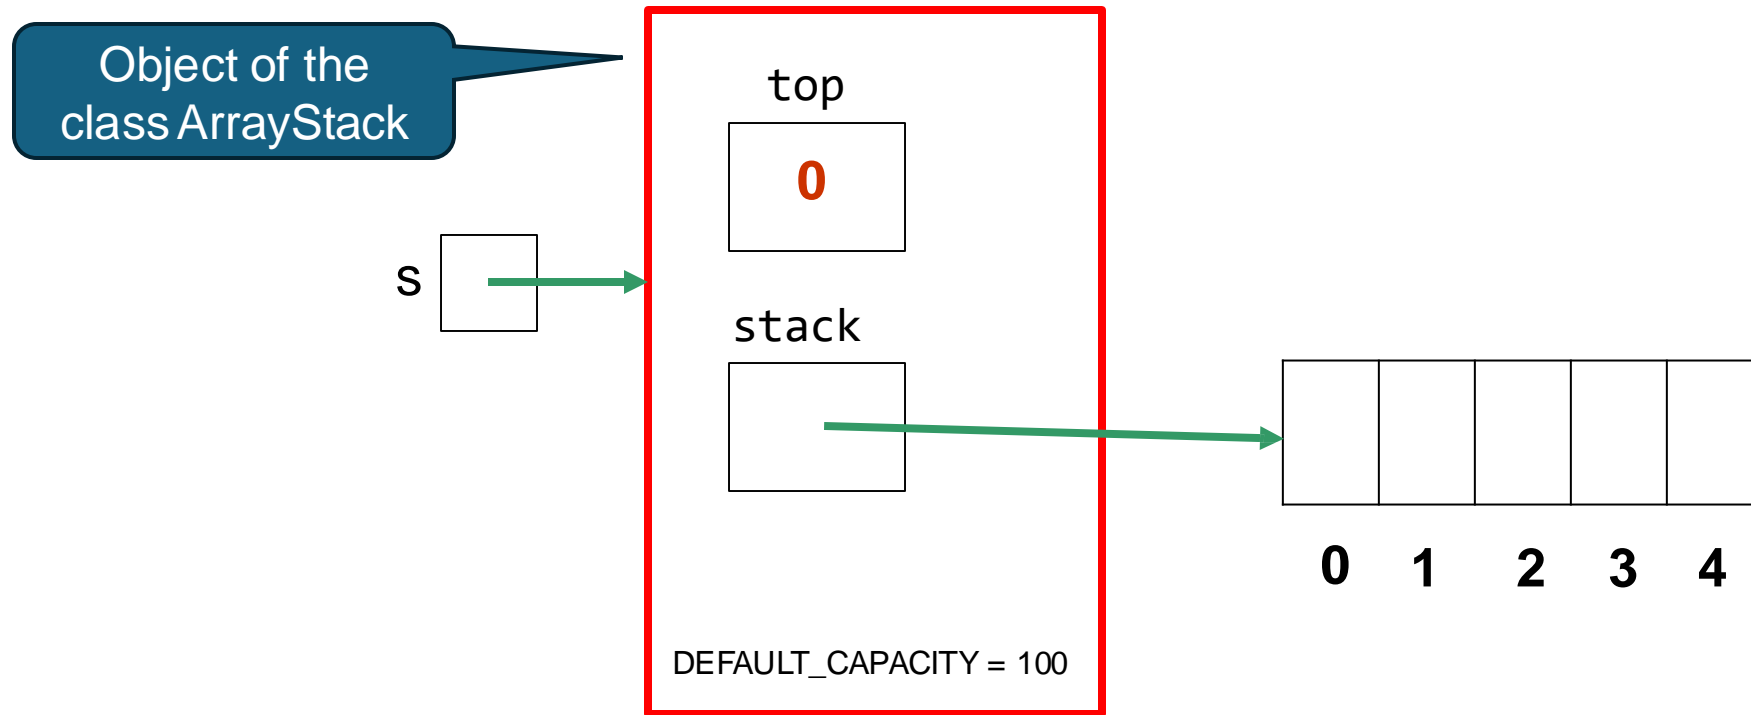 Object of the
class ArrayStack
top
0
s
stack
0 1 2 3 4
DEFAULT_CAPACITY = 100